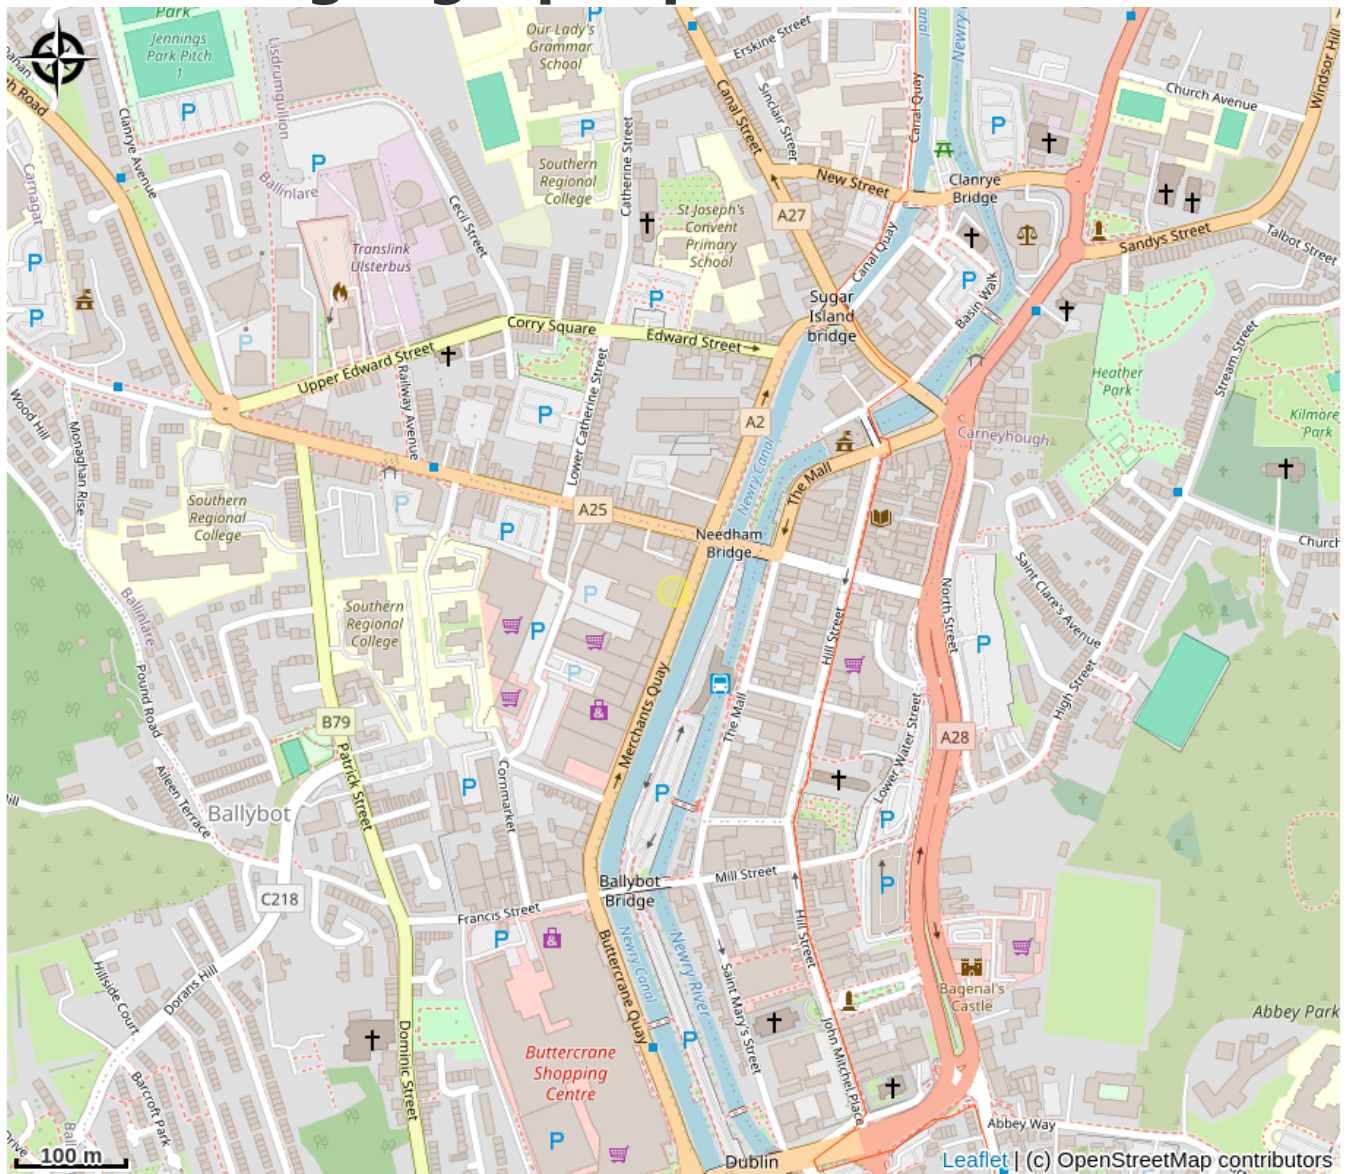 Park
Jennings
Park Pitch
1
Lisdrumgullion
Our Lady's
Grammar
School
Erskine Street
Canal Street
Sinclair Street
Canal Quay
Newry
Church Avenue
Windsor Hill
Clanrye Avenue
Carnagat
Ballinlare
Cecil Street
Southern
Regional
College
Catherine Street
St Joseph's
Convent
Primary
School
New Street
Clanrye
Bridge
A27
Canal Quay
Sandys Street
Talbot Street
Translink
Ulsterbus
Sugar
Island
bridge
Basin Walk
Corry Square
Edward Street
Upper Edward Street
Railway Avenue
Lower Catherine Street
Heather
Park
Stream Street
Kilmore
Park
Wood Hill
Monaghan Rise
A2
Newry Canal
The Mall
Carneyhough
Southern
Regional
College
A25
Needham
Bridge
Church
Saint Clare's Avenue
North Street
Ballinlare
Southern
Regional
College
Hill Street
High Street
Pound Road
Merchants Quay
The Mall
Lower Water Street
B79
A28
Patrick Street
Aileen Terrace
Ballybot
Cornmarket
C218
Ballybot
Bridge
Mill Street
Francis Street
Hill Street
Buttercrane Quay
Newry Canal
Newry River
Saint Mary's Street
Hillside Court
Dorans Hill
Bagenal's
Castle
Abbey Park
Dominic Street
Buttercrane
Shopping
Centre
John Mitchel Place
Barcroft Park
Drive
Abbey Way
100 m
Dublin
Leaflet | (c) OpenStreetMap contributors